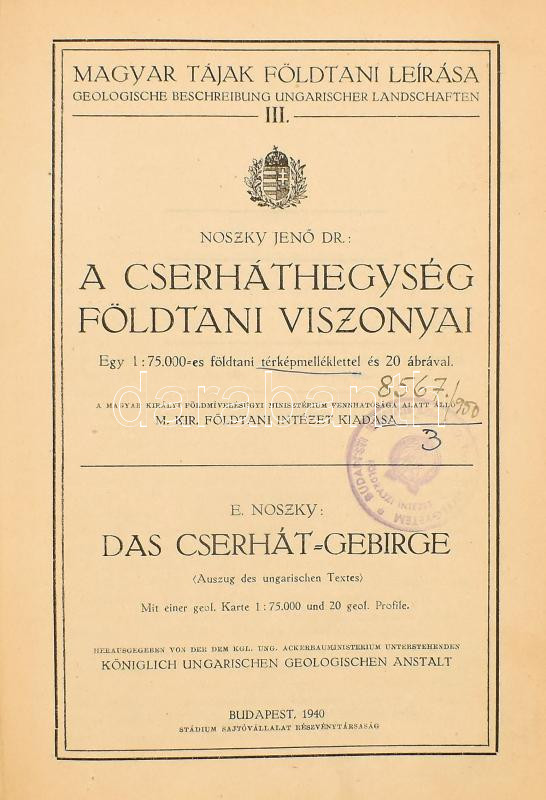 MAGYAR TÁJAK FÖLDTANI LEÍRÁSA
GEOLOGISCHE BESCHREIBUNG UNGARISCHER LANDSCHAFTEN
III.
NOSZKY JENŐ DR.:
A CSERHÁTHEGYSÉG
FÖLDTANI VISZONYAI
Egy 1:75.000=es földtani térképmelléklettel és 20 ábrával.
darabanth
8567./950
A MAGYAR KIRÁLYI FÖLDMÍVELÉSÜGYI MINISZTÉRIUM FENNHATÓSÁGA ALATT ÁLLÓ
M. KIR. FÖLDTANI INTÉZET KIADÁSA
3
E. NOSZKY:
DAS CSERHÁT=GEBIRGE
(Auszug des ungarischen Textes)
Mit einer geol. Karte 1:75.000 und 20 geol. Profile.
HERAUSGEGEBEN VON DER DEM KGL. UNG. ACKERBAUMINISTERIUM UNTERSTEHENDEN
KÖNIGLICH UNGARISCHEN GEOLOGISCHEN ANSTALT
BUDAPEST, 1940
STÁDIUM SAJTÓVÁLLALAT RÉSZVÉNYTÁRSASÁG